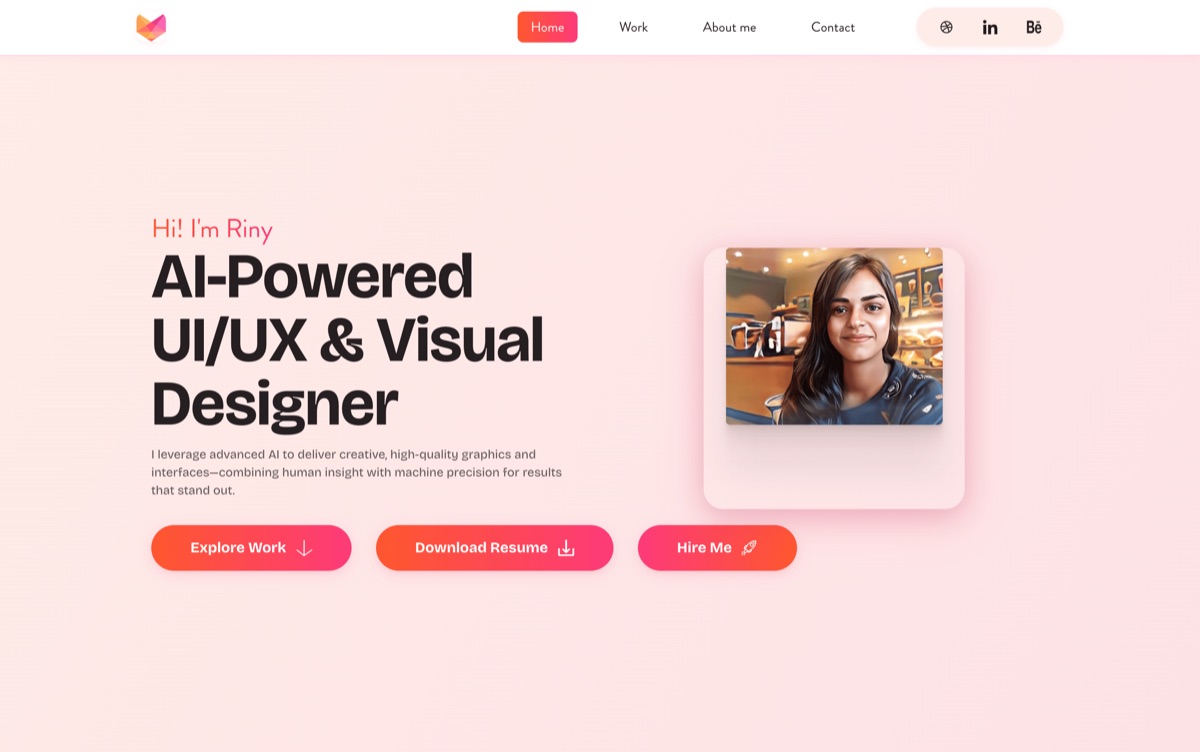 Home
Work
About me
Contact
in
Bē
Hi! I'm Riny
AI-Powered
UI/UX & Visual
Designer
I leverage advanced AI to deliver creative, high-quality graphics and
interfaces—combining human insight with machine precision for results
that stand out.
Explore Work
Download Resume
Hire Me